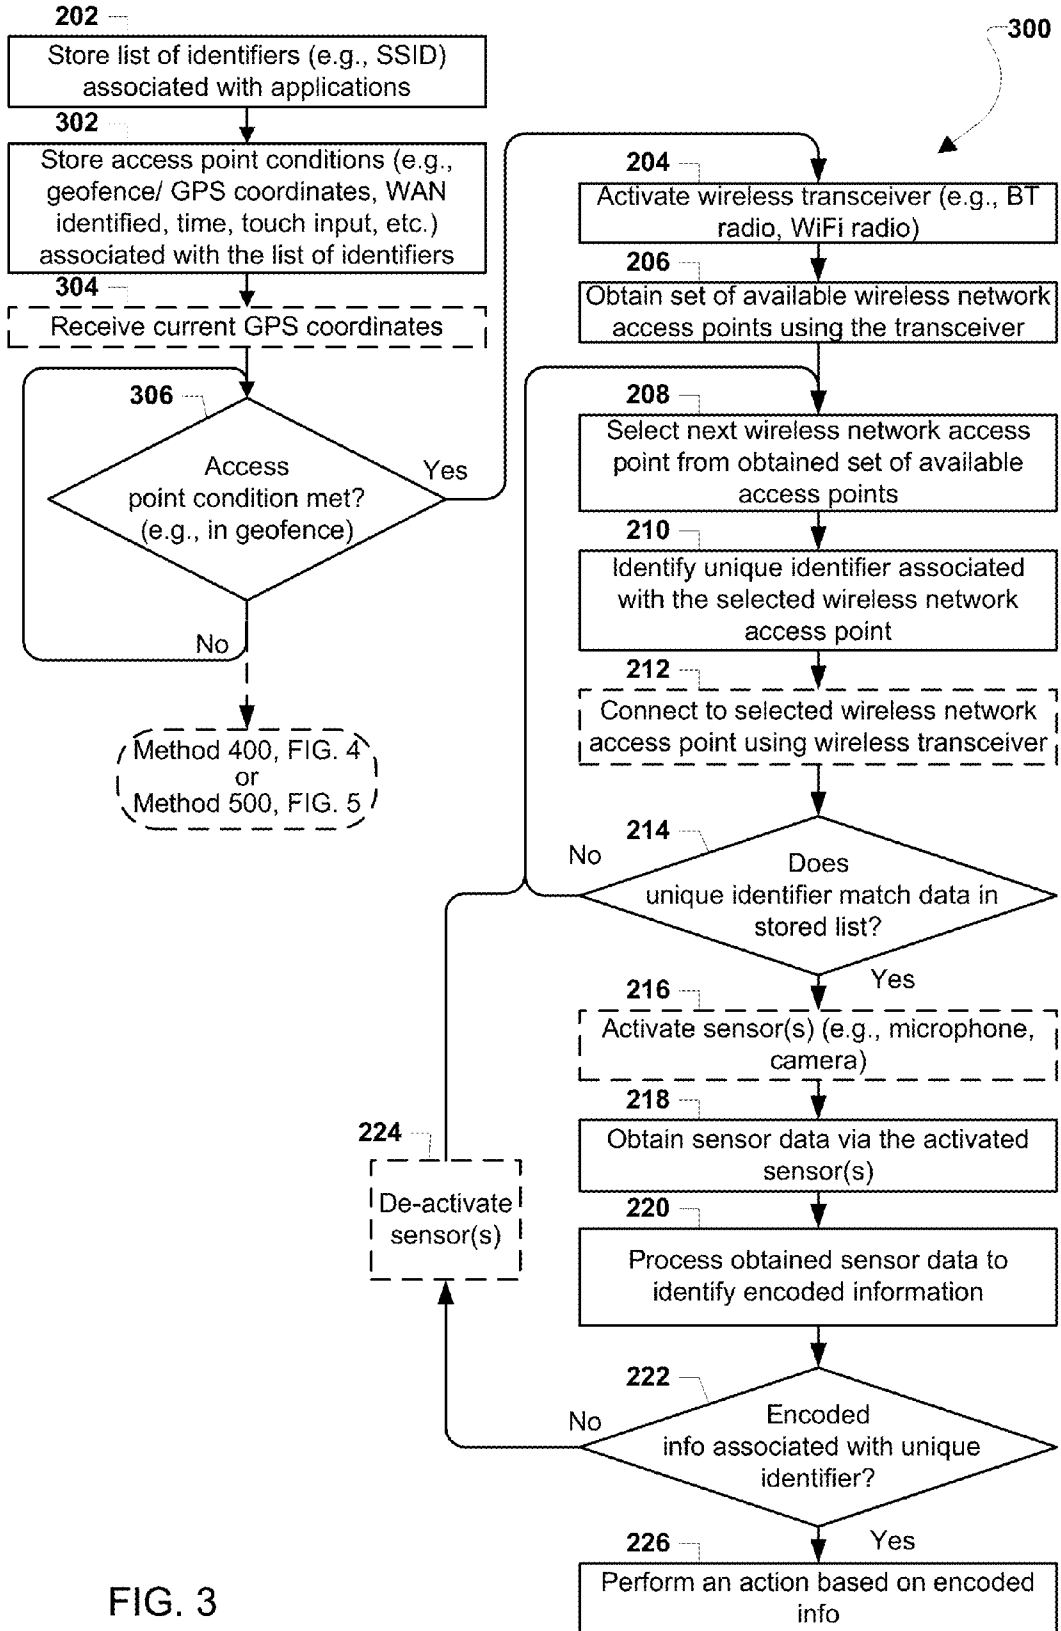 202
Store list of identifiers (e.g., SSID)
associated with applications
302
Store access point conditions (e.g.,
geofence/ GPS coordinates, WAN
identified, time, touch input, etc.)
associated with the list of identifiers
304
Receive current GPS coordinates
306
Access
point condition met?
(e.g., in geofence)
Yes
No
Method 400, FIG. 4
or
Method 500, FIG. 5
300
204
Activate wireless transceiver (e.g., BT
radio, WiFi radio)
206
Obtain set of available wireless network
access points using the transceiver
208
Select next wireless network access
point from obtained set of available
access points
210
Identify unique identifier associated
with the selected wireless network
access point
212
Connect to selected wireless network
access point using wireless transceiver
214
No
Does
unique identifier match data in
stored list?
Yes
216
Activate sensor(s) (e.g., microphone,
camera)
218
Obtain sensor data via the activated
sensor(s)
220
Process obtained sensor data to
identify encoded information
222
No
Encoded
info associated with unique
identifier?
Yes
224
De-activate
sensor(s)
226
Perform an action based on encoded
info
FIG. 3